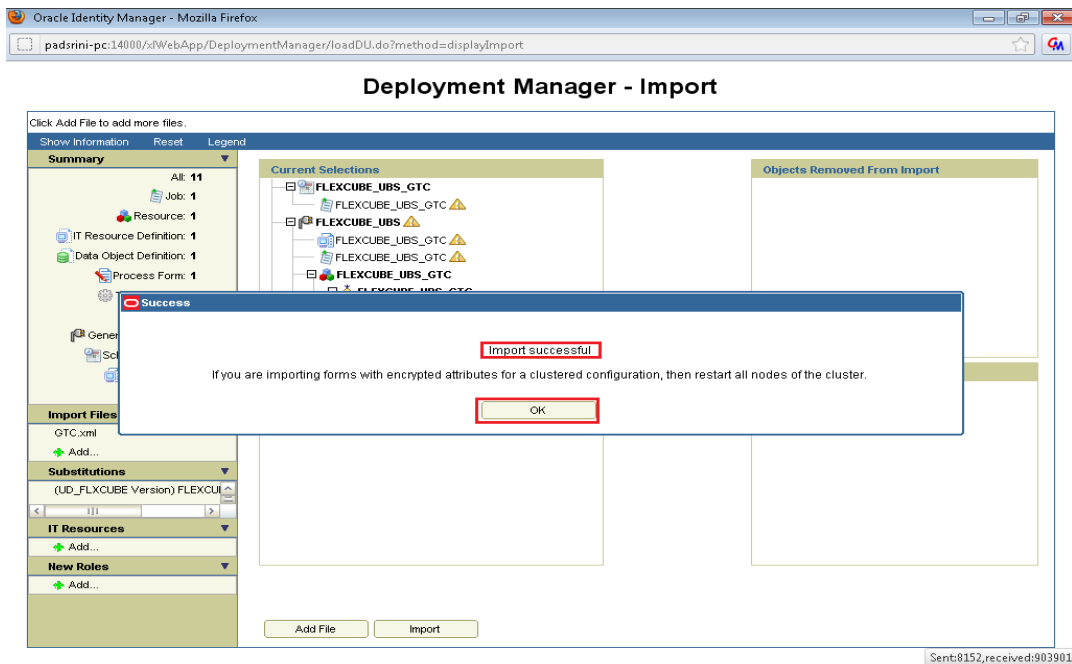 Oracle Identity Manager - Mozilla Firefox
padsrini-pc:14000/xlWebApp/DeploymentManager/loadDU.do?method=displayImport
Deployment Manager - Import
Click Add File to add more files.
Show Information Reset Legend
Summary
All: 11
Job: 1
Resource: 1
IT Resource Definition: 1
Data Object Definition: 1
Process Form: 1
Gener
Sch
Import Files
GTC.xml
Add...
Substitutions
(UD_FLXCUBE Version) FLEXCU
IT Resources
Add...
New Roles
Add...
Current Selections
FLEXCUBE_UBS_GTC
FLEXCUBE_UBS_GTC
FLEXCUBE_UBS
FLEXCUBE_UBS_GTC
FLEXCUBE_UBS_GTC
FLEXCUBE_UBS_GTC
FLEXCUBE_UBS_GTC
Objects Removed From Import
Success
Import successful
If you are importing forms with encrypted attributes for a clustered configuration, then restart all nodes of the cluster.
OK
Add File Import
Sent:8152,received:903901